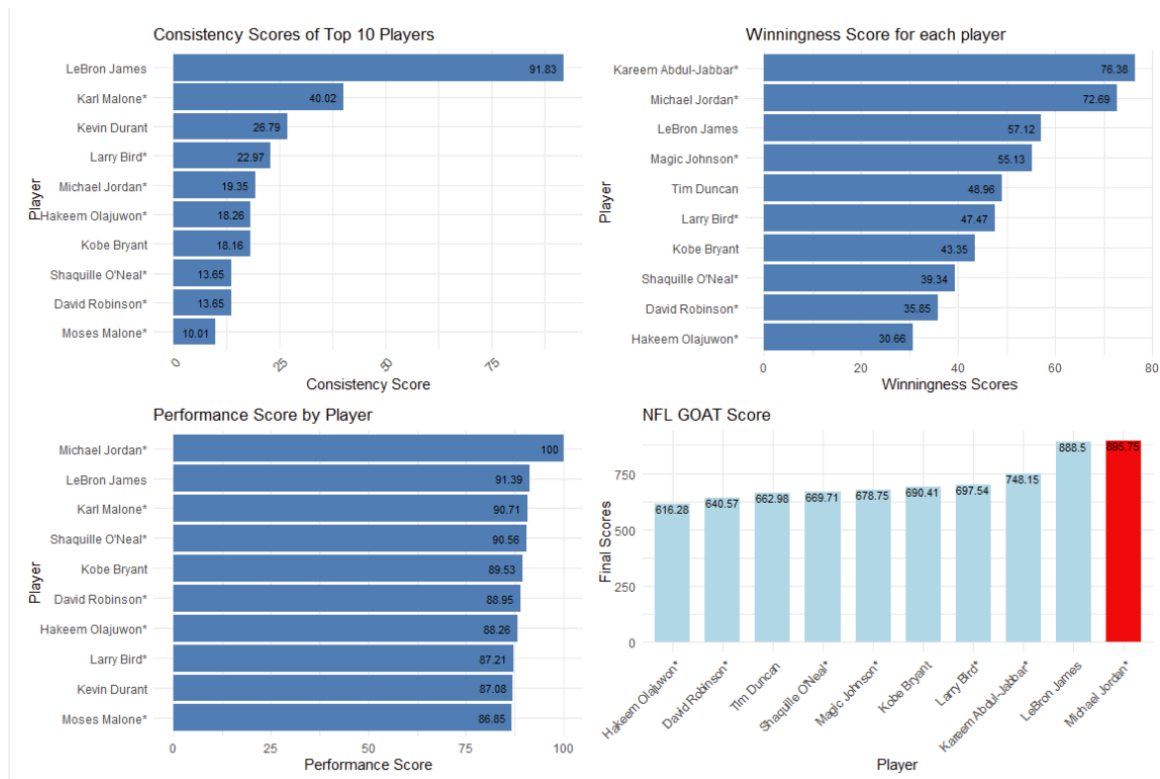 Consistency Scores of Top 10 Players
Player
LeBron James 91.83
Karl Malone* 40.02
Kevin Durant 26.79
Larry Bird* 22.97
Michael Jordan* 19.35
Hakeem Olajuwon* 18.26
Kobe Bryant 18.16
Shaquille O'Neal* 13.65
David Robinson* 13.65
Moses Malone* 10.01
0 25 50 75
Consistency Score
Winningness Score for each player
Player
Kareem Abdul-Jabbar* 76.38
Michael Jordan* 72.69
LeBron James 57.12
Magic Johnson* 55.13
Tim Duncan 48.96
Larry Bird* 47.47
Kobe Bryant 43.35
Shaquille O'Neal* 39.34
David Robinson* 35.85
Hakeem Olajuwon* 30.66
0 20 40 60 80
Winningness Scores
Performance Score by Player
Player
Michael Jordan* 100
LeBron James 91.39
Karl Malone* 90.71
Shaquille O'Neal* 90.56
Kobe Bryant 89.53
David Robinson* 88.95
Hakeem Olajuwon* 88.26
Larry Bird* 87.21
Kevin Durant 87.08
Moses Malone* 86.85
0 25 50 75 100
Performance Score
NFL GOAT Score
Final Scores
750
500
250
0
616.28 640.57 662.98 669.71 678.75 690.41 697.54 748.15 888.5 895.75
Hakeem Olajuwon* David Robinson* Tim Duncan Shaquille O'Neal* Magic Johnson* Kobe Bryant Larry Bird* Kareem Abdul-Jabbar* LeBron James Michael Jordan*
Player